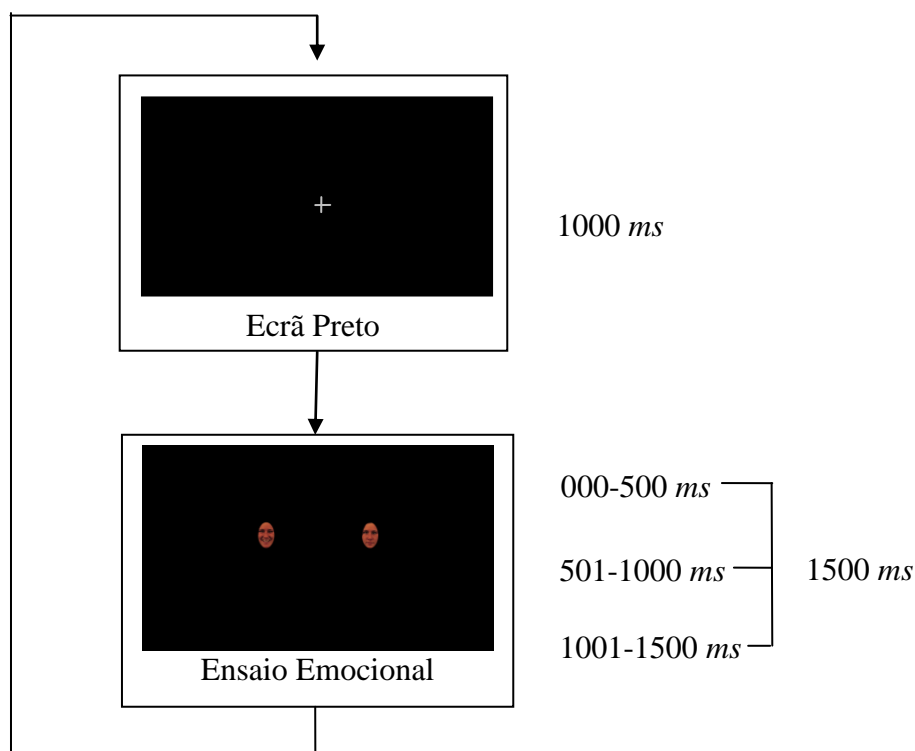 1000 ms
Ecrã Preto
000-500 ms
501-1000 ms
1500 ms
1001-1500 ms
Ensaio Emocional